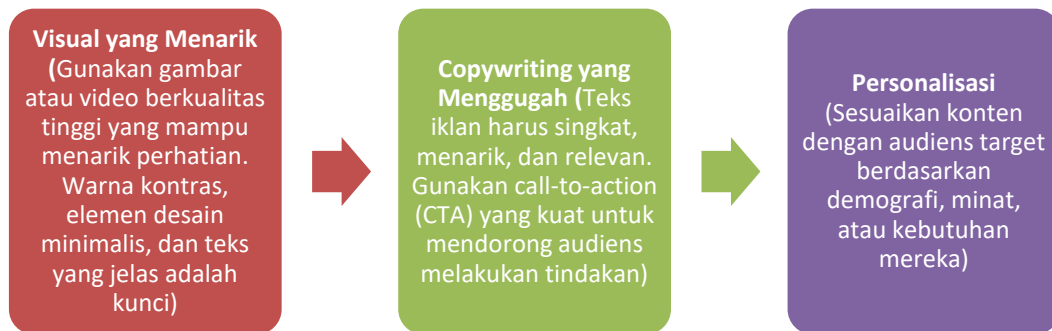 Visual yang Menarik
(Gunakan gambar
atau video berkualitas
tinggi yang mampu
menarik perhatian.
Warna kontras,
elemen desain
minimalis, dan teks
yang jelas adalah
kunci)
Copywriting yang
Menggugah (Teks
iklan harus singkat,
menarik, dan relevan.
Gunakan call-to-action
(CTA) yang kuat untuk
mendorong audiens
melakukan tindakan)
Personalisasi
(Sesuaikan konten
dengan audiens target
berdasarkan
demografi, minat,
atau kebutuhan
mereka)